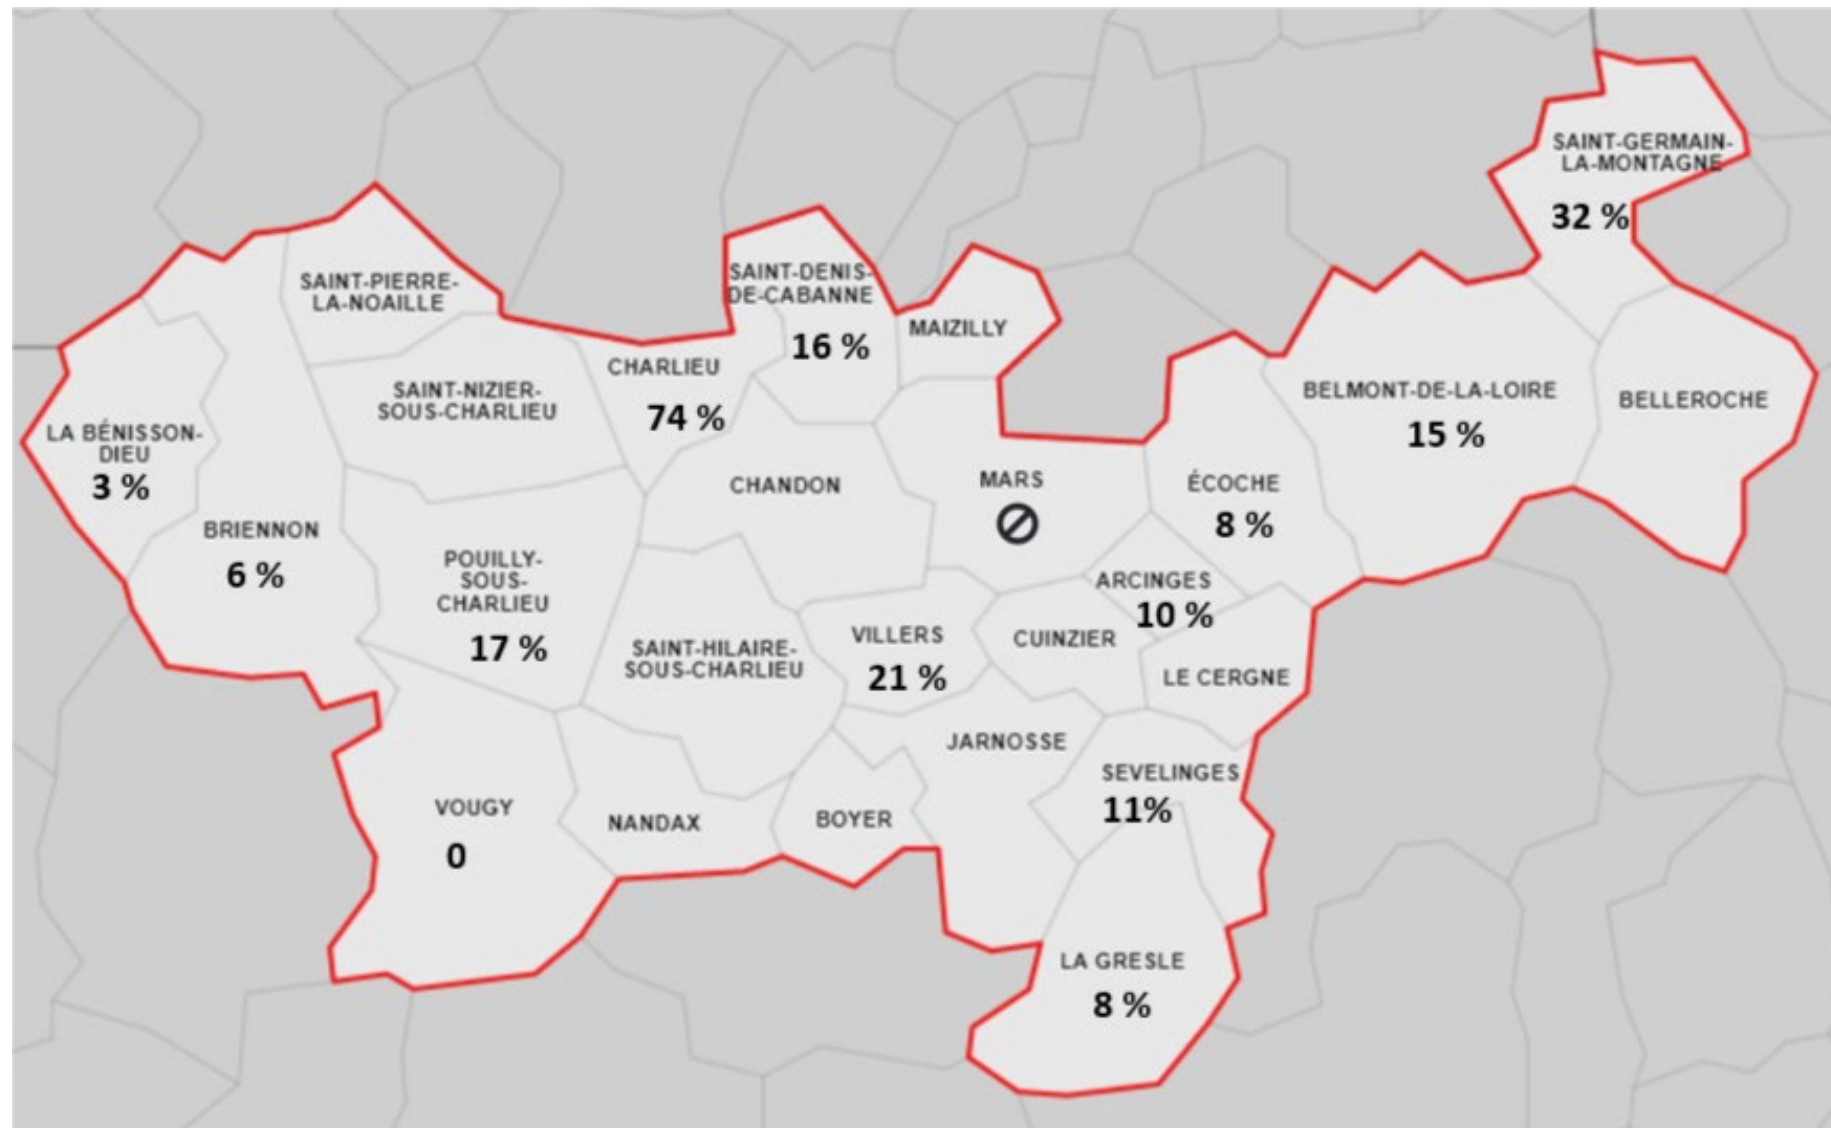 SAINT-GERMAIN-
LA-MONTAGNE
32 %
SAINT-PIERRE-
LA-NOAILLE
SAINT-DENIS-
DE-CABANNE
16 %
MAIZILLY
CHARLIEU
74 %
SAINT-NIZIER-
SOUS-CHARLIEU
BELMONT-DE-LA-LOIRE
15 %
BELLEROCHE
LA BÉNISSON-
DIEU
3 %
CHANDON
MARS
ÉCOCHE
8 %
BRIENNON
6 %
POUILLY-
SOUS-
CHARLIEU
17 %
ARCINGES
10 %
SAINT-HILAIRE-
SOUS-CHARLIEU
VILLERS
21 %
CUINZIER
LE CERGNE
JARNOSSE
SEVELINGES
11%
VOUGY
0
NANDAX
BOYER
LA GRESLE
8 %